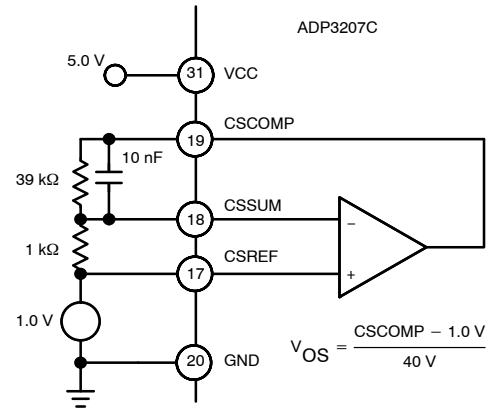 ADP3207C
5.0 V
31
VCC
19
CSCOMP
10 nF
39 kΩ
18
CSSUM
−
1 kΩ
17
CSREF
+
1.0 V
20
GND
VOS = CSCOMP − 1.0 V
40 V